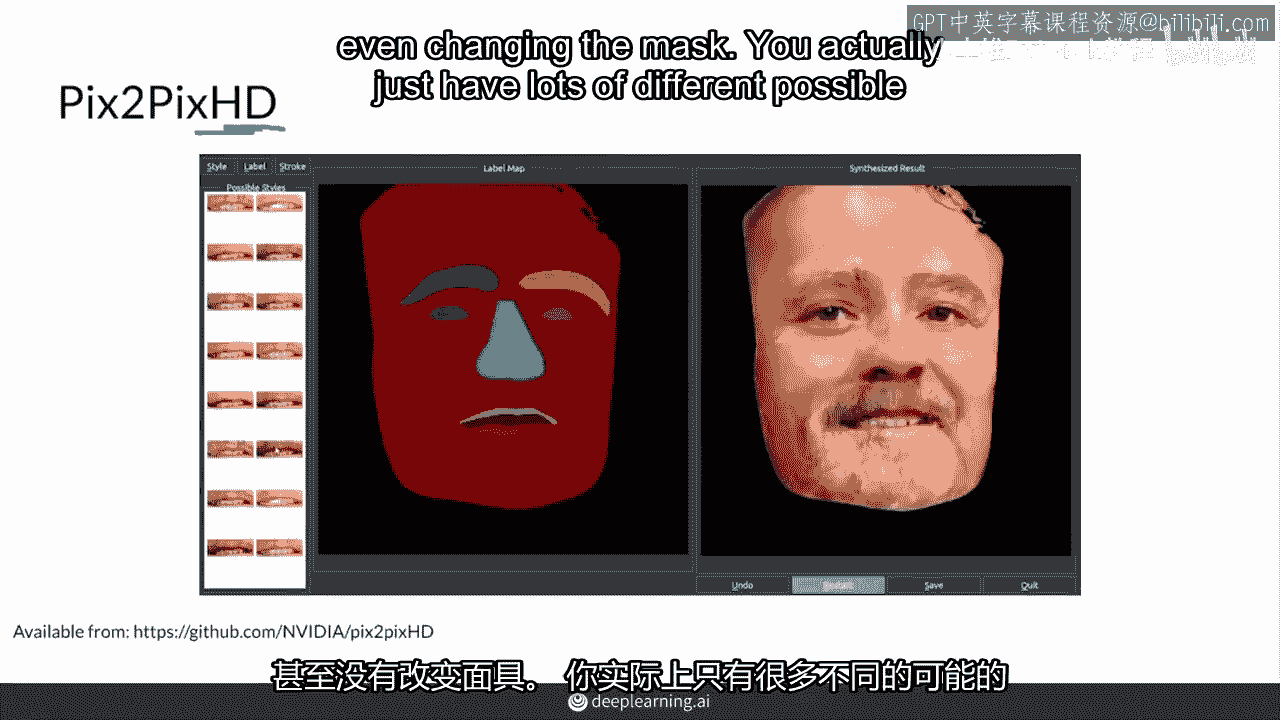 GPT中英字幕课程资源@bilibili.com
even changing the mask. You actually
just have lots of different possible
Pix2PixHD
Style Label Stroke
Possible Styles
Label Map
Synthesized Result
Undo
Save
Quit
Available from: https://github.com/NVIDIA/pix2pixHD
甚至没有改变面具。 你实际上只有很多不同的可能的
deeplearning.ai